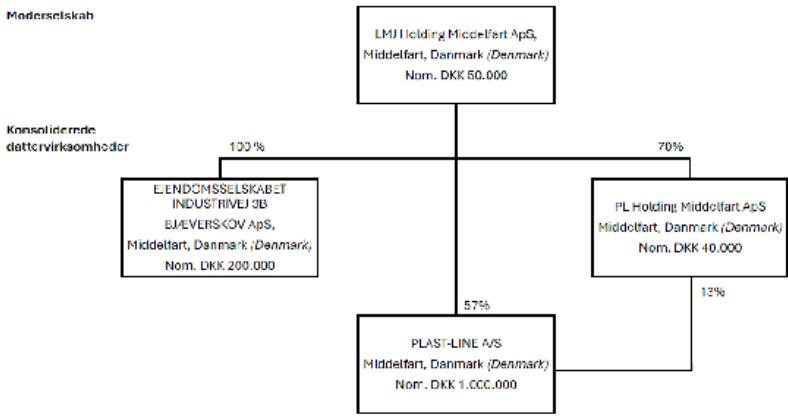 Moderselskab
LMJ Holding Middelfart ApS,
Middelfart, Danmark (Denmark)
Nom. DKK 50.000
Konsoliderede
dattervirksomheder
100 %
70%
EJENDOMSSELSKABET
INDUSTRIVEJ 3B
BJÆVERSKOV ApS,
Middelfart, Danmark (Denmark)
Nom. DKK 200.000
PL Holding Middelfart ApS
Middelfart, Danmark (Denmark)
Nom. DKK 40.000
13%
57%
PLAST-LINE A/S
Middelfart, Danmark (Denmark)
Nom. DKK 1.000.000